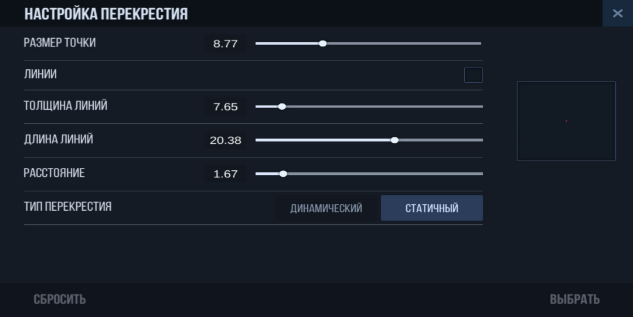 НАСТРОЙКА ПЕРЕКРЕСТИЯ
РАЗМЕР ТОЧКИ 8.77
ЛИНИИ
ТОЛЩИНА ЛИНИЙ 7.65
ДЛИНА ЛИНИЙ 20.38
РАССТОЯНИЕ 1.67
ТИП ПЕРЕКРЕСТИЯ ДИНАМИЧЕСКИЙ СТАТИЧНЫЙ
СБРОСИТЬ ВЫБРАТЬ